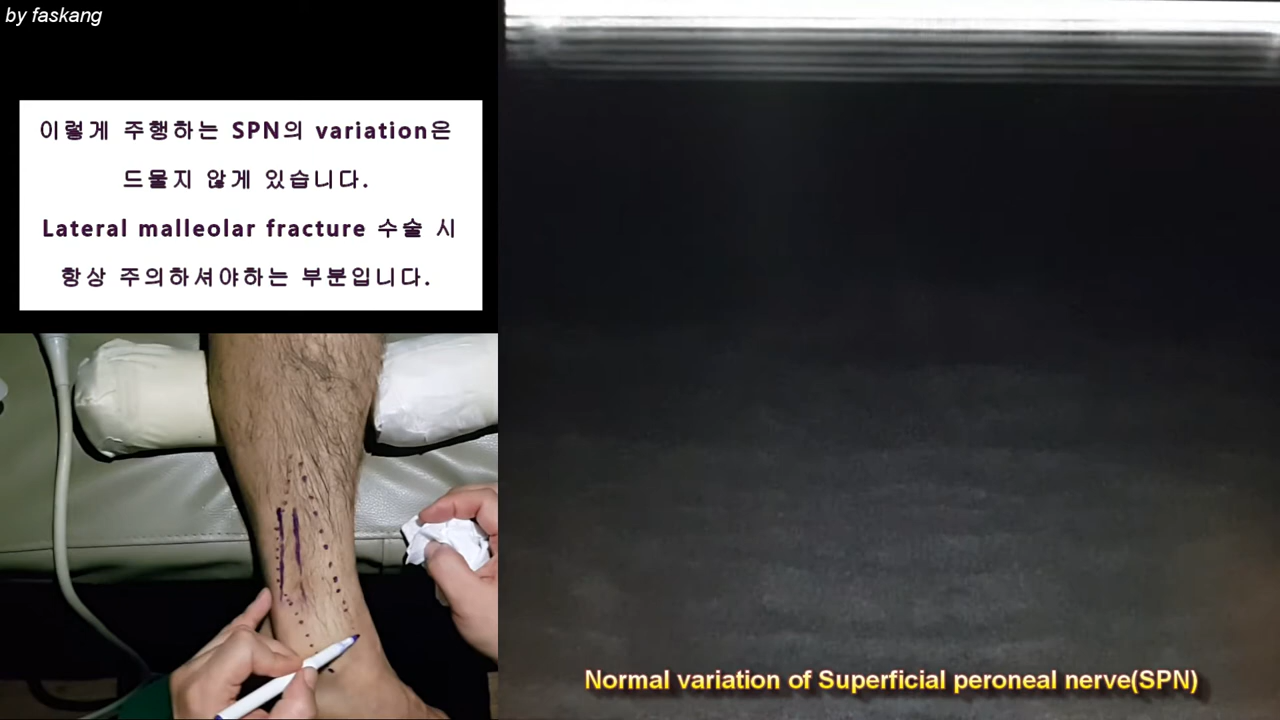 by faskang
이렇게 주행하는 SPN의 variation은
드물지 않게 있습니다.
Lateral malleolar fracture 수술 시
항상 주의하셔야하는 부분입니다.
Normal variation of Superficial peroneal nerve(SPN)